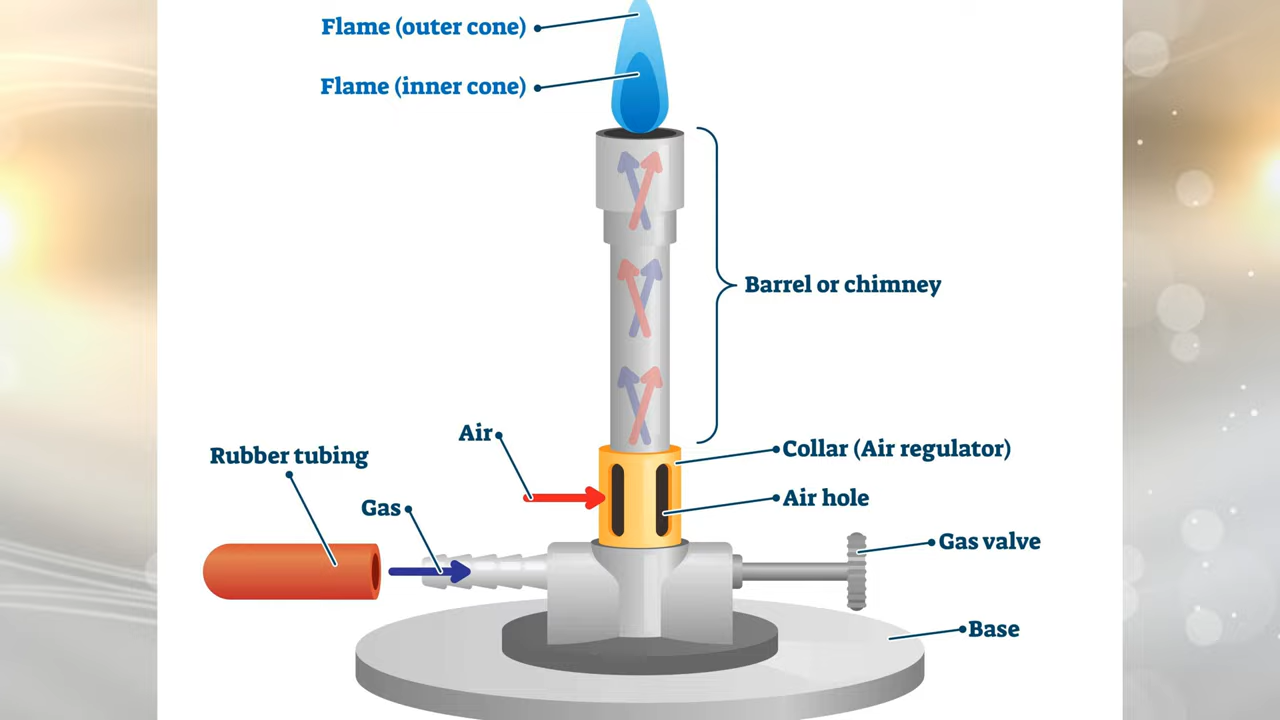 Flame (outer cone)
Flame (inner cone)
Barrel or chimney
Air
Collar (Air regulator)
Rubber tubing
Air hole
Gas
Gas valve
Base